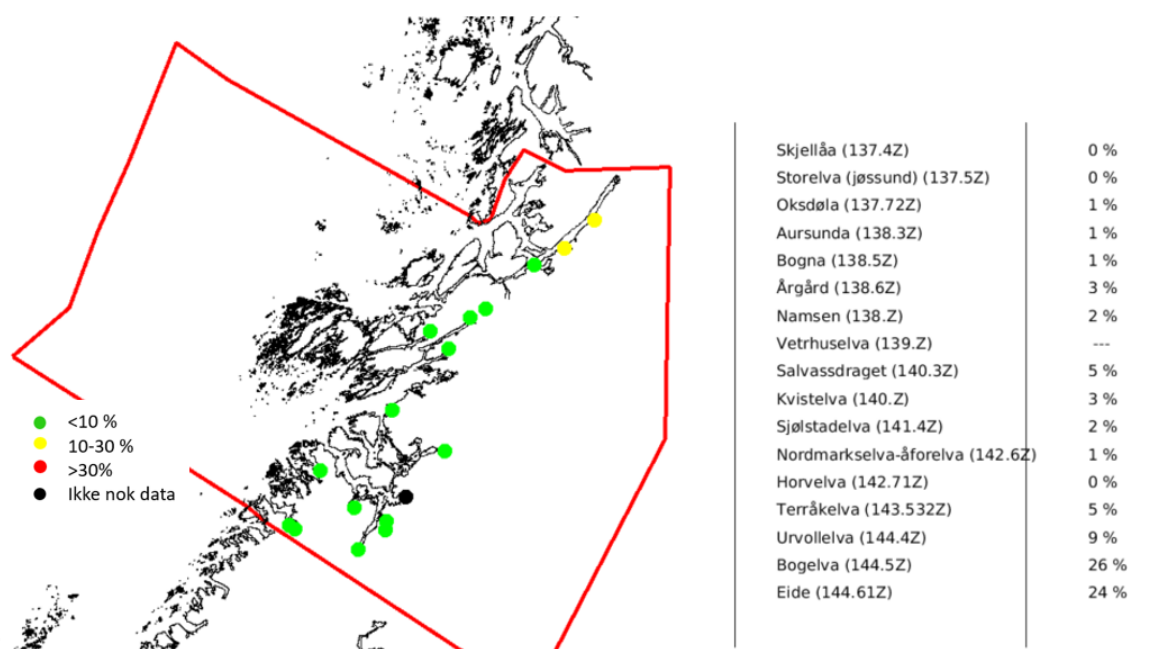 <10 %
10-30 %
>30%
Ikke nok data
Skjellåa (137.4Z) 0 %
Storelva (jøssund) (137.5Z) 0 %
Oksdøla (137.72Z) 1 %
Aursunda (138.3Z) 1 %
Bogna (138.5Z) 1 %
Årgård (138.6Z) 3 %
Namsen (138.Z) 2 %
Vetrhuselva (139.Z) ---
Salvassdraget (140.3Z) 5 %
Kvistelva (140.Z) 3 %
Sjølstadelva (141.4Z) 2 %
Nordmarkselva-åforelva (142.6Z) 1 %
Horvelva (142.71Z) 0 %
Terråkelva (143.532Z) 5 %
Urvollelva (144.4Z) 9 %
Bogelva (144.5Z) 26 %
Eide (144.61Z) 24 %